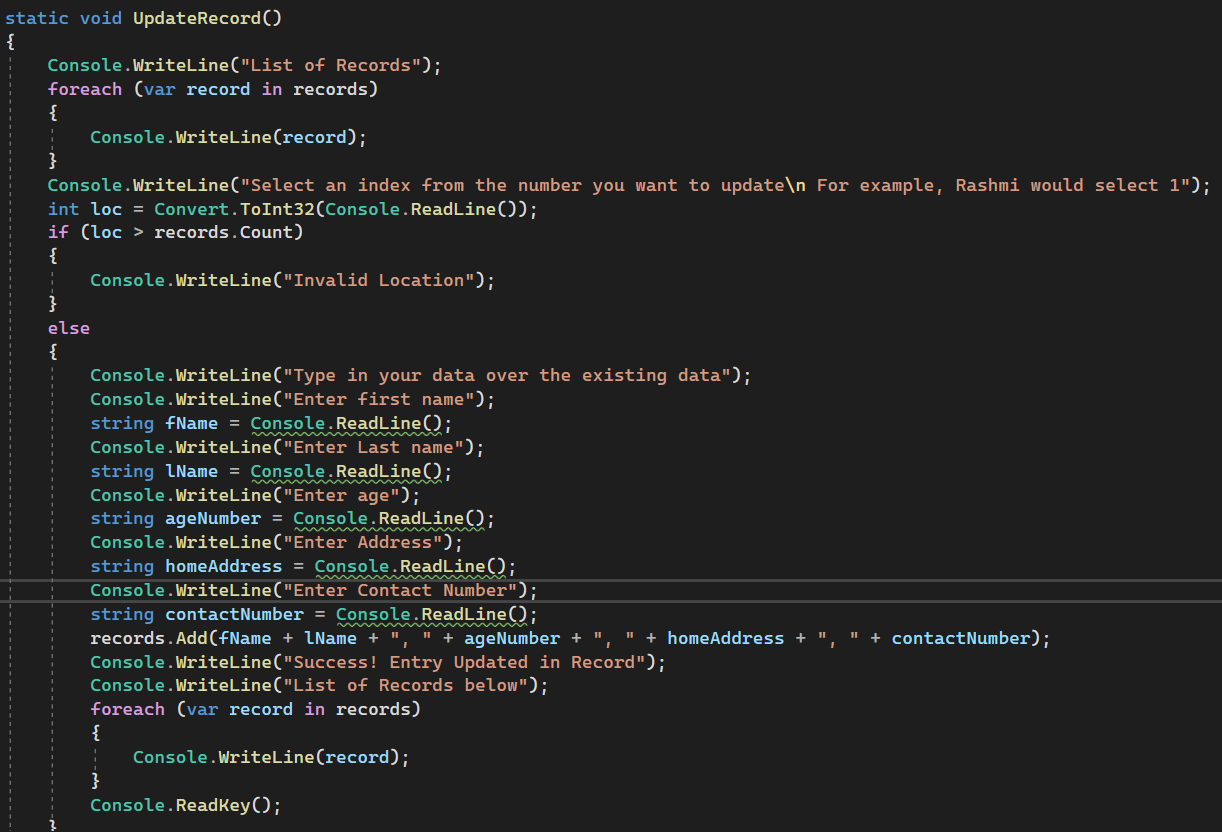 static void UpdateRecord()
{
    Console.WriteLine("List of Records");
    foreach (var record in records)
    {
        Console.WriteLine(record);
    }
    Console.WriteLine("Select an index from the number you want to update\n For example, Rashmi would select 1");
    int loc = Convert.ToInt32(Console.ReadLine());
    if (loc > records.Count)
    {
        Console.WriteLine("Invalid Location");
    }
    else
    {
        Console.WriteLine("Type in your data over the existing data");
        Console.WriteLine("Enter first name");
        string fName = Console.ReadLine();
        Console.WriteLine("Enter Last name");
        string lName = Console.ReadLine();
        Console.WriteLine("Enter age");
        string ageNumber = Console.ReadLine();
        Console.WriteLine("Enter Address");
        string homeAddress = Console.ReadLine();
        Console.WriteLine("Enter Contact Number");
        string contactNumber = Console.ReadLine();
        records.Add(fName + lName + ", " + ageNumber + ", " + homeAddress + ", " + contactNumber);
        Console.WriteLine("Success! Entry Updated in Record");
        Console.WriteLine("List of Records below");
        foreach (var record in records)
        {
            Console.WriteLine(record);
        }
        Console.ReadKey();
    }